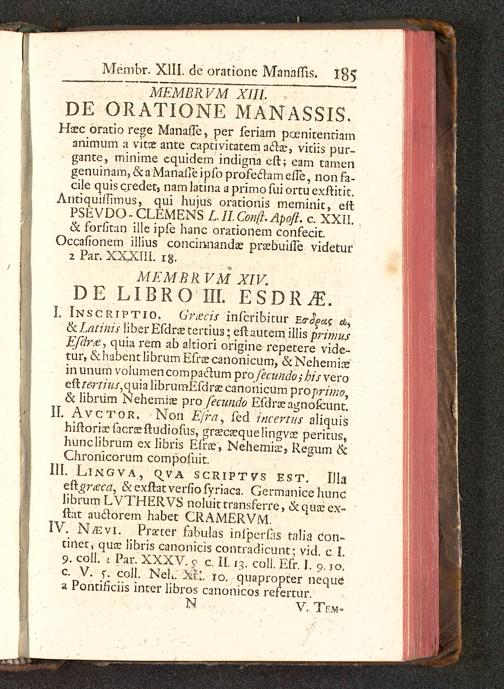 Membr. XIII. de oratione Manaſſis. 185
MEMBRVM XIII.
DE ORATIONE MANASSIS.
Hæc oratio rege Manaſſe, per ſeriam pœnitentiam
animum a vitæ ante captivitatem actæ, vitiis pur-
gante, minime equidem indigna eſt; eam tamen
genuinam, & a Manaſſe ipſo profectam eſſe, non fa-
cile quis credet, nam latina a primo ſui ortu exſtitit.
Antiquiſſimus, qui hujus orationis meminit, eſt
PSEVDO-CLEMENS L. II. Conſt. Apoſt. c. XXII.
& forſitan ille ipſe hanc orationem confecit.
Occaſionem illius concinnandæ præbuiſſe videtur
2 Par. XXXIII. 18.
MEMBRVM XIV.
DE LIBRO III. ESDRÆ.
I. INSCRIPTIO. Græcis inſcribitur Εσδρας α,
& Latinis liber Eſdræ tertius; eſt autem illis primus
Eſdræ, quia rem ab altiori origine repetere vide-
tur, & habent librum Eſræ canonicum, & Nehemiæ
in unum volumen compactum pro ſecundo; his vero
eſt tertius, quia librum Eſdræ canonicum pro primo,
& librum Nehemiæ pro ſecundo Eſdræ agnoſcunt.
II. AVCTOR. Non Eſra, ſed incertus aliquis
hiſtoriæ ſacræ ſtudioſus, græcæque lingvæ peritus,
hunc librum ex libris Eſræ, Nehemiæ, Regum &
Chronicorum compoſuit.
III. LINGVA, QVA SCRIPTVS EST. Illa
eſt græca, & exſtat verſio ſyriaca. Germanice hunc
librum LVTHERVS noluit transferre, & quæ ex-
ſtat auctorem habet CRAMERVM.
IV. NÆVI. Præter fabulas inſperſas talia con-
tinet, quæ libris canonicis contradicunt; vid. c I.
9. coll. 2 Par. XXXV. 9 c. II. 13. coll. Eſr. I. 9. 10.
c. V. 5. coll. Neh. XII. 10. quapropter neque
a Pontificiis inter libros canonicos refertur.
N V. TEM-